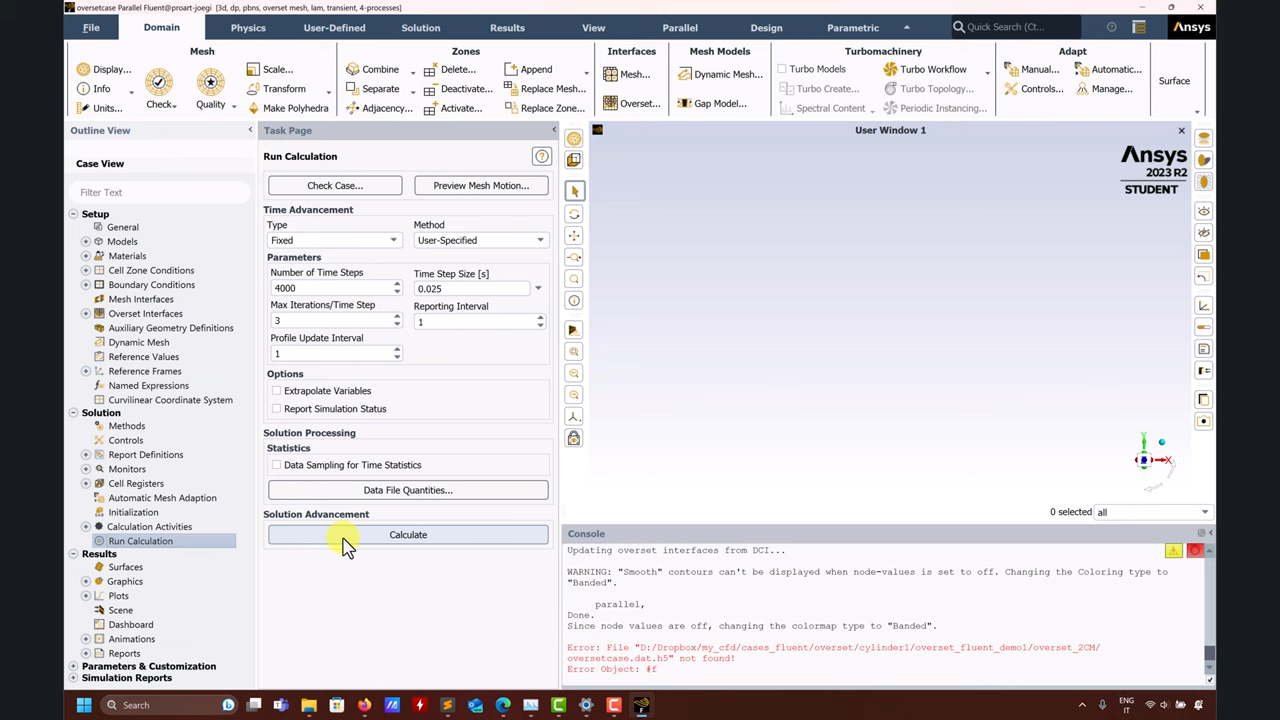 oversetcase Parallel Fluent@proart-joegi [3d, dp, pbns, overset mesh, lam, transient, 4-processes]
File Domain Physics User-Defined Solution Results View Parallel Design Parametric Quick Search (Ct... Ansys
Mesh Zones Interfaces Mesh Models Turbomachinery Adapt
Display... Scale... Combine Delete... Append Mesh... Dynamic Mesh... Turbo Models Turbo Workflow Manual... Automatic... Surface
Info Check Quality Transform Separate Deactivate... Replace Mesh... Turbo Create... Turbo Topology... Controls... Manage...
Units... Make Polyhedra Adjacency... Activate... Replace Zone... Overset... Gap Model... Spectral Content Periodic Instancing...
Outline View
Case View
Filter Text
Setup
General
Models
Materials
Cell Zone Conditions
Boundary Conditions
Mesh Interfaces
Overset Interfaces
Auxiliary Geometry Definitions
Dynamic Mesh
Reference Values
Reference Frames
Named Expressions
Curvilinear Coordinate System
Solution
Methods
Controls
Report Definitions
Monitors
Cell Registers
Automatic Mesh Adaption
Initialization
Calculation Activities
Run Calculation
Results
Surfaces
Graphics
Plots
Scene
Dashboard
Animations
Reports
Parameters & Customization
Simulation Reports
Task Page
Run Calculation
Check Case... Preview Mesh Motion...
Time Advancement
Type Method
Fixed User-Specified
Parameters
Number of Time Steps Time Step Size [s]
4000 0.025
Max Iterations/Time Step Reporting Interval
3 1
Profile Update Interval
1
Options
Extrapolate Variables
Report Simulation Status
Solution Processing
Statistics
Data Sampling for Time Statistics
Data File Quantities...
Solution Advancement
Calculate
User Window 1
Ansys
2023 R2
STUDENT
Y
X
0 selected all
Console
Updating overset interfaces from DCI...
WARNING: "Smooth" contours can't be displayed when node-values is set to off. Changing the Coloring type to
"Banded".
parallel,
Done.
Since node values are off, changing the colormap type to "Banded".
Error: File "D:/Dropbox/my_cfd/cases_fluent/overset/cylinder1/overset_fluent_demo1/overset_2CM/
oversetcase.dat.h5" not found!
Error Object: #f
Search
ENG
IT